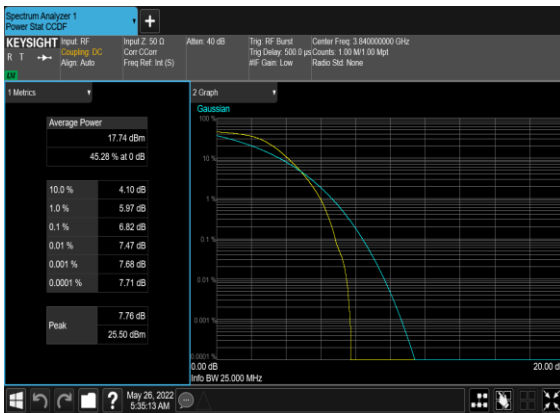 Spectrum Analyzer 1
Power Stat CCDF
KEYSIGHT
R T
LV
Input: RF
Coupling: DC
Align: Auto
Input Z: 50 Ω
Corr CCorr
Freq Ref: Int (S)
Atten: 40 dB
Trig: RF Burst
Trig Delay: 500.0 µs
#IF Gain: Low
Center Freq: 3.840000000 GHz
Counts: 1.00 M/1.00 Mpt
Radio Std: None
1 Metrics
Average Power
17.74 dBm
45.28 % at 0 dB
10.0 % 4.10 dB
1.0 % 5.97 dB
0.1 % 6.82 dB
0.01 % 7.47 dB
0.001 % 7.68 dB
0.0001 % 7.71 dB
Peak
7.76 dB
25.50 dBm
2 Graph
Gaussian
100 %
10 %
1 %
0.1 %
0.01 %
0.001 %
0.0001 %
0.00 dB
20.00 d
Info BW 25.000 MHz
May 26, 2022
5:35:13 AM